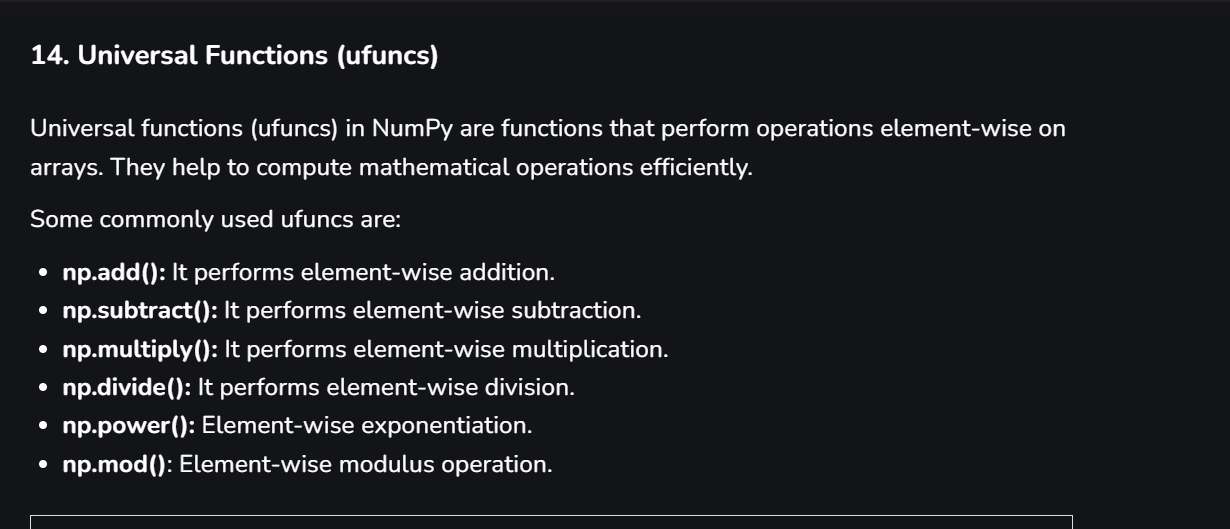 14. Universal Functions (ufuncs)
Universal functions (ufuncs) in NumPy are functions that perform operations element-wise on
arrays. They help to compute mathematical operations efficiently.
Some commonly used ufuncs are:
• np.add(): It performs element-wise addition.
• np.subtract(): It performs element-wise subtraction.
• np.multiply(): It performs element-wise multiplication.
• np.divide(): It performs element-wise division.
• np.power(): Element-wise exponentiation.
• np.mod(): Element-wise modulus operation.